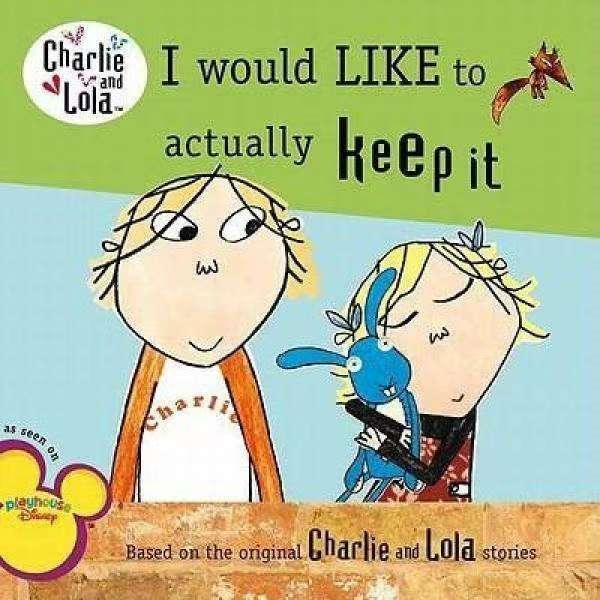 Charlie
and
Lola™
I would LIKE to
actually keep it
Charlie
as seen on
playhouse
Disney
Based on the original Charlie and Lola stories